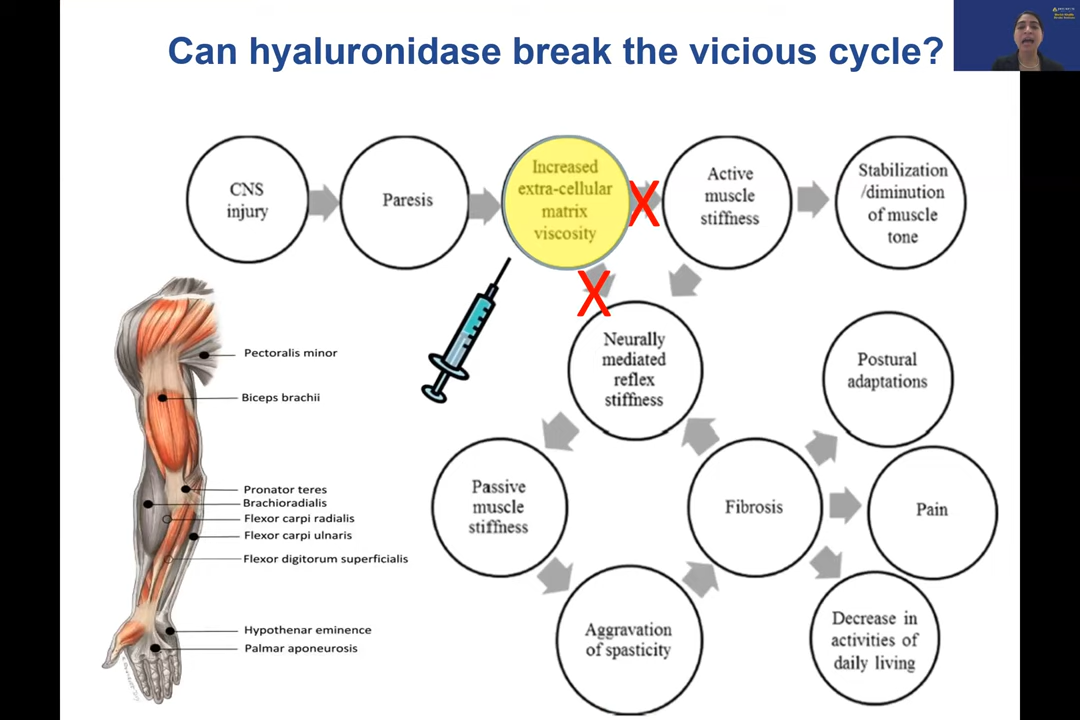 Can hyaluronidase break the vicious cycle?
CNS
injury
Paresis
Increased
extra-cellular
matrix
viscosity
X
Active
muscle
stiffness
Stabilization
/diminution
of muscle
tone
X
Neurally
mediated
reflex
stiffness
Postural
adaptations
Passive
muscle
stiffness
Fibrosis
Pain
Aggravation
of spasticity
Decrease in
activities of
daily living
Pectoralis minor
Biceps brachii
Pronator teres
Brachioradialis
Flexor carpi radialis
Flexor carpi ulnaris
Flexor digitorum superficialis
Hypothenar eminence
Palmar aponeurosis